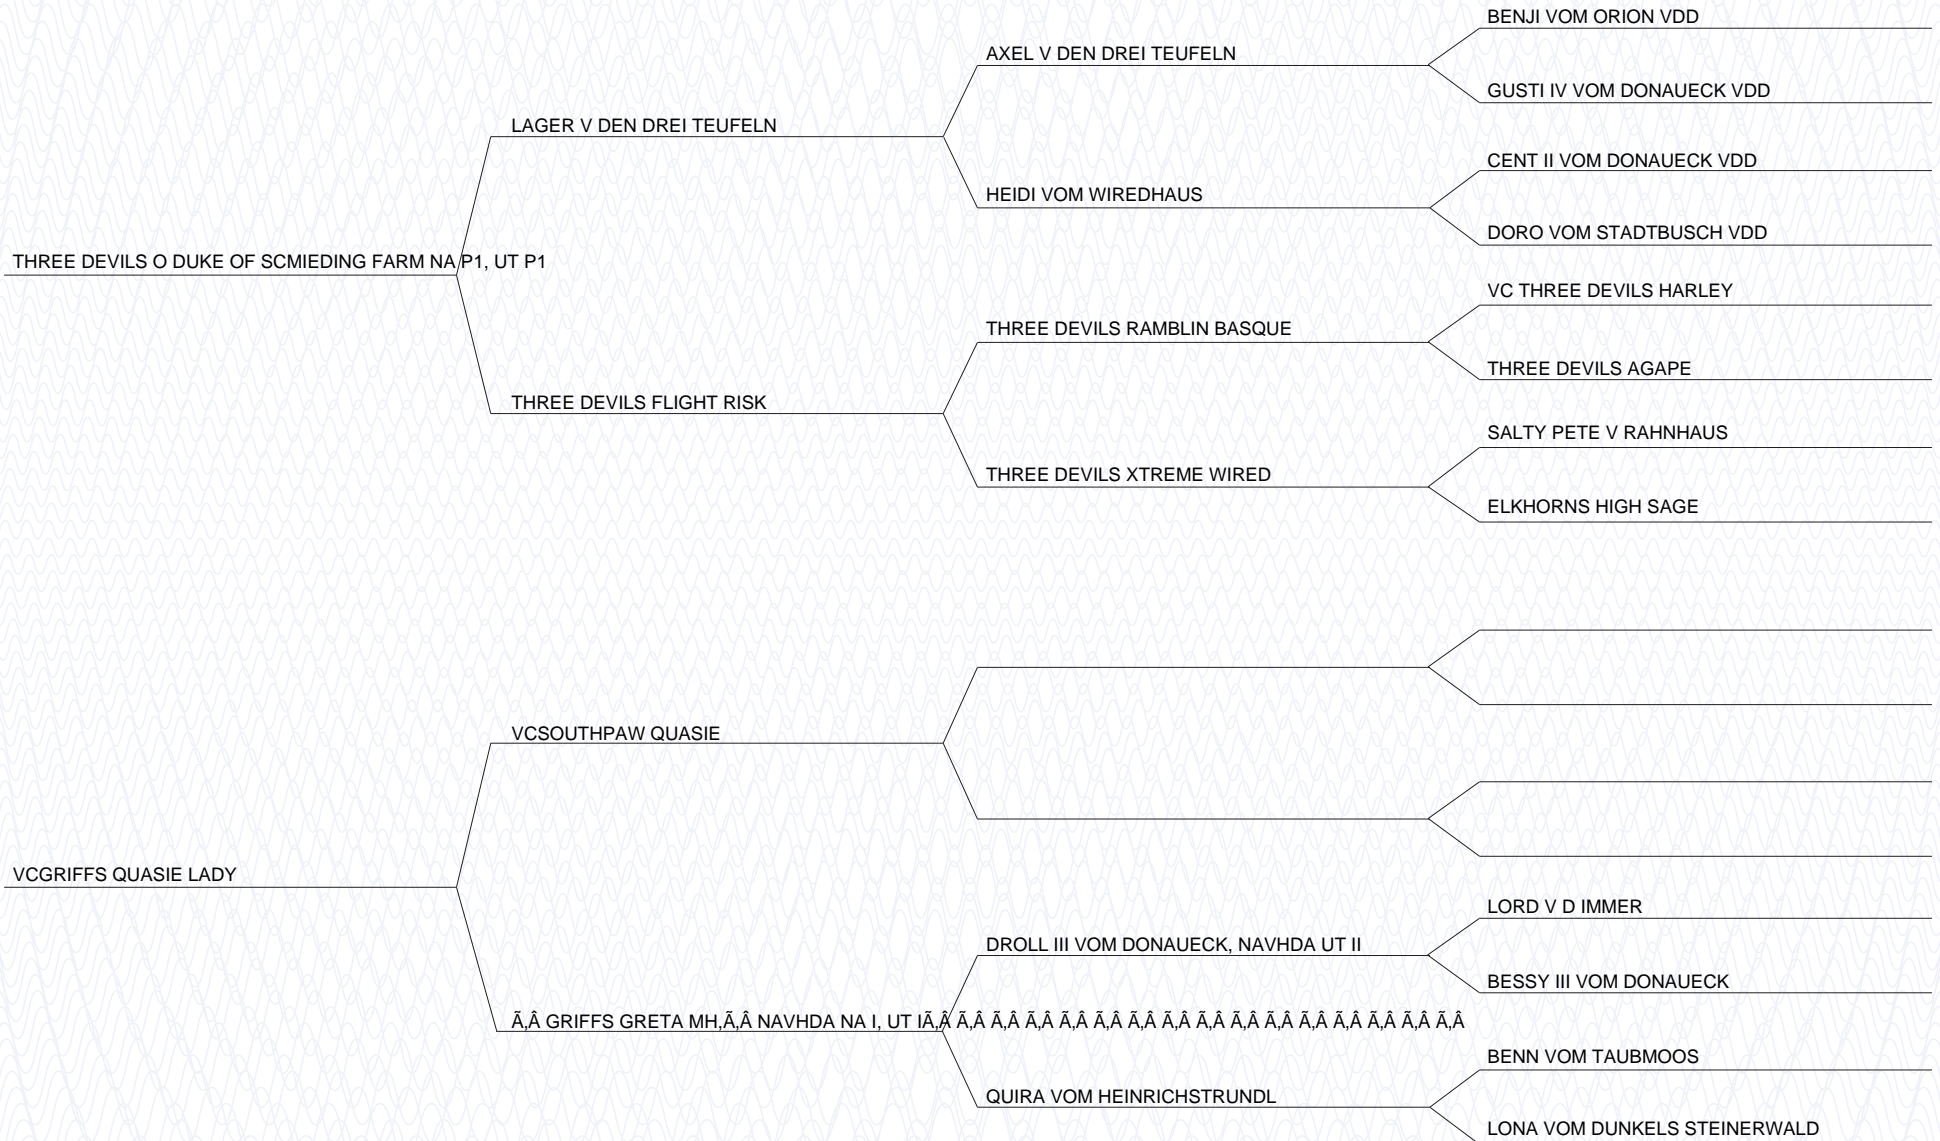 BENJI VOM ORION VDD
AXEL V DEN DREI TEUFELN
GUSTI IV VOM DONAUECK VDD
LAGER V DEN DREI TEUFELN
CENT II VOM DONAUECK VDD
HEIDI VOM WIREDHAUS
DORO VOM STADTBUSCH VDD
THREE DEVILS O DUKE OF SCMIEDING FARM NA P1, UT P1
VC THREE DEVILS HARLEY
THREE DEVILS RAMBLIN BASQUE
THREE DEVILS AGAPE
THREE DEVILS FLIGHT RISK
SALTY PETE V RAHNHAUS
THREE DEVILS XTREME WIRED
ELKHORNS HIGH SAGE
VCSOUTHPAW QUASIE
VCGRIFFS QUASIE LADY
LORD V D IMMER
DROLL III VOM DONAUECK, NAVHDA UT II
BESSY III VOM DONAUECK
Ã,Â GRIFFS GRETA MH,Ã,Â NAVHDA NA I, UT IÃ,Â Ã,Â Ã,Â Ã,Â Ã,Â Ã,Â Ã,Â Ã,Â Ã,Â Ã,Â Ã,Â Ã,Â Ã,Â Ã,Â Ã,Â Ã,Â
BENN VOM TAUBMOOS
QUIRA VOM HEINRICHSTRUNDL
LONA VOM DUNKELS STEINERWALD